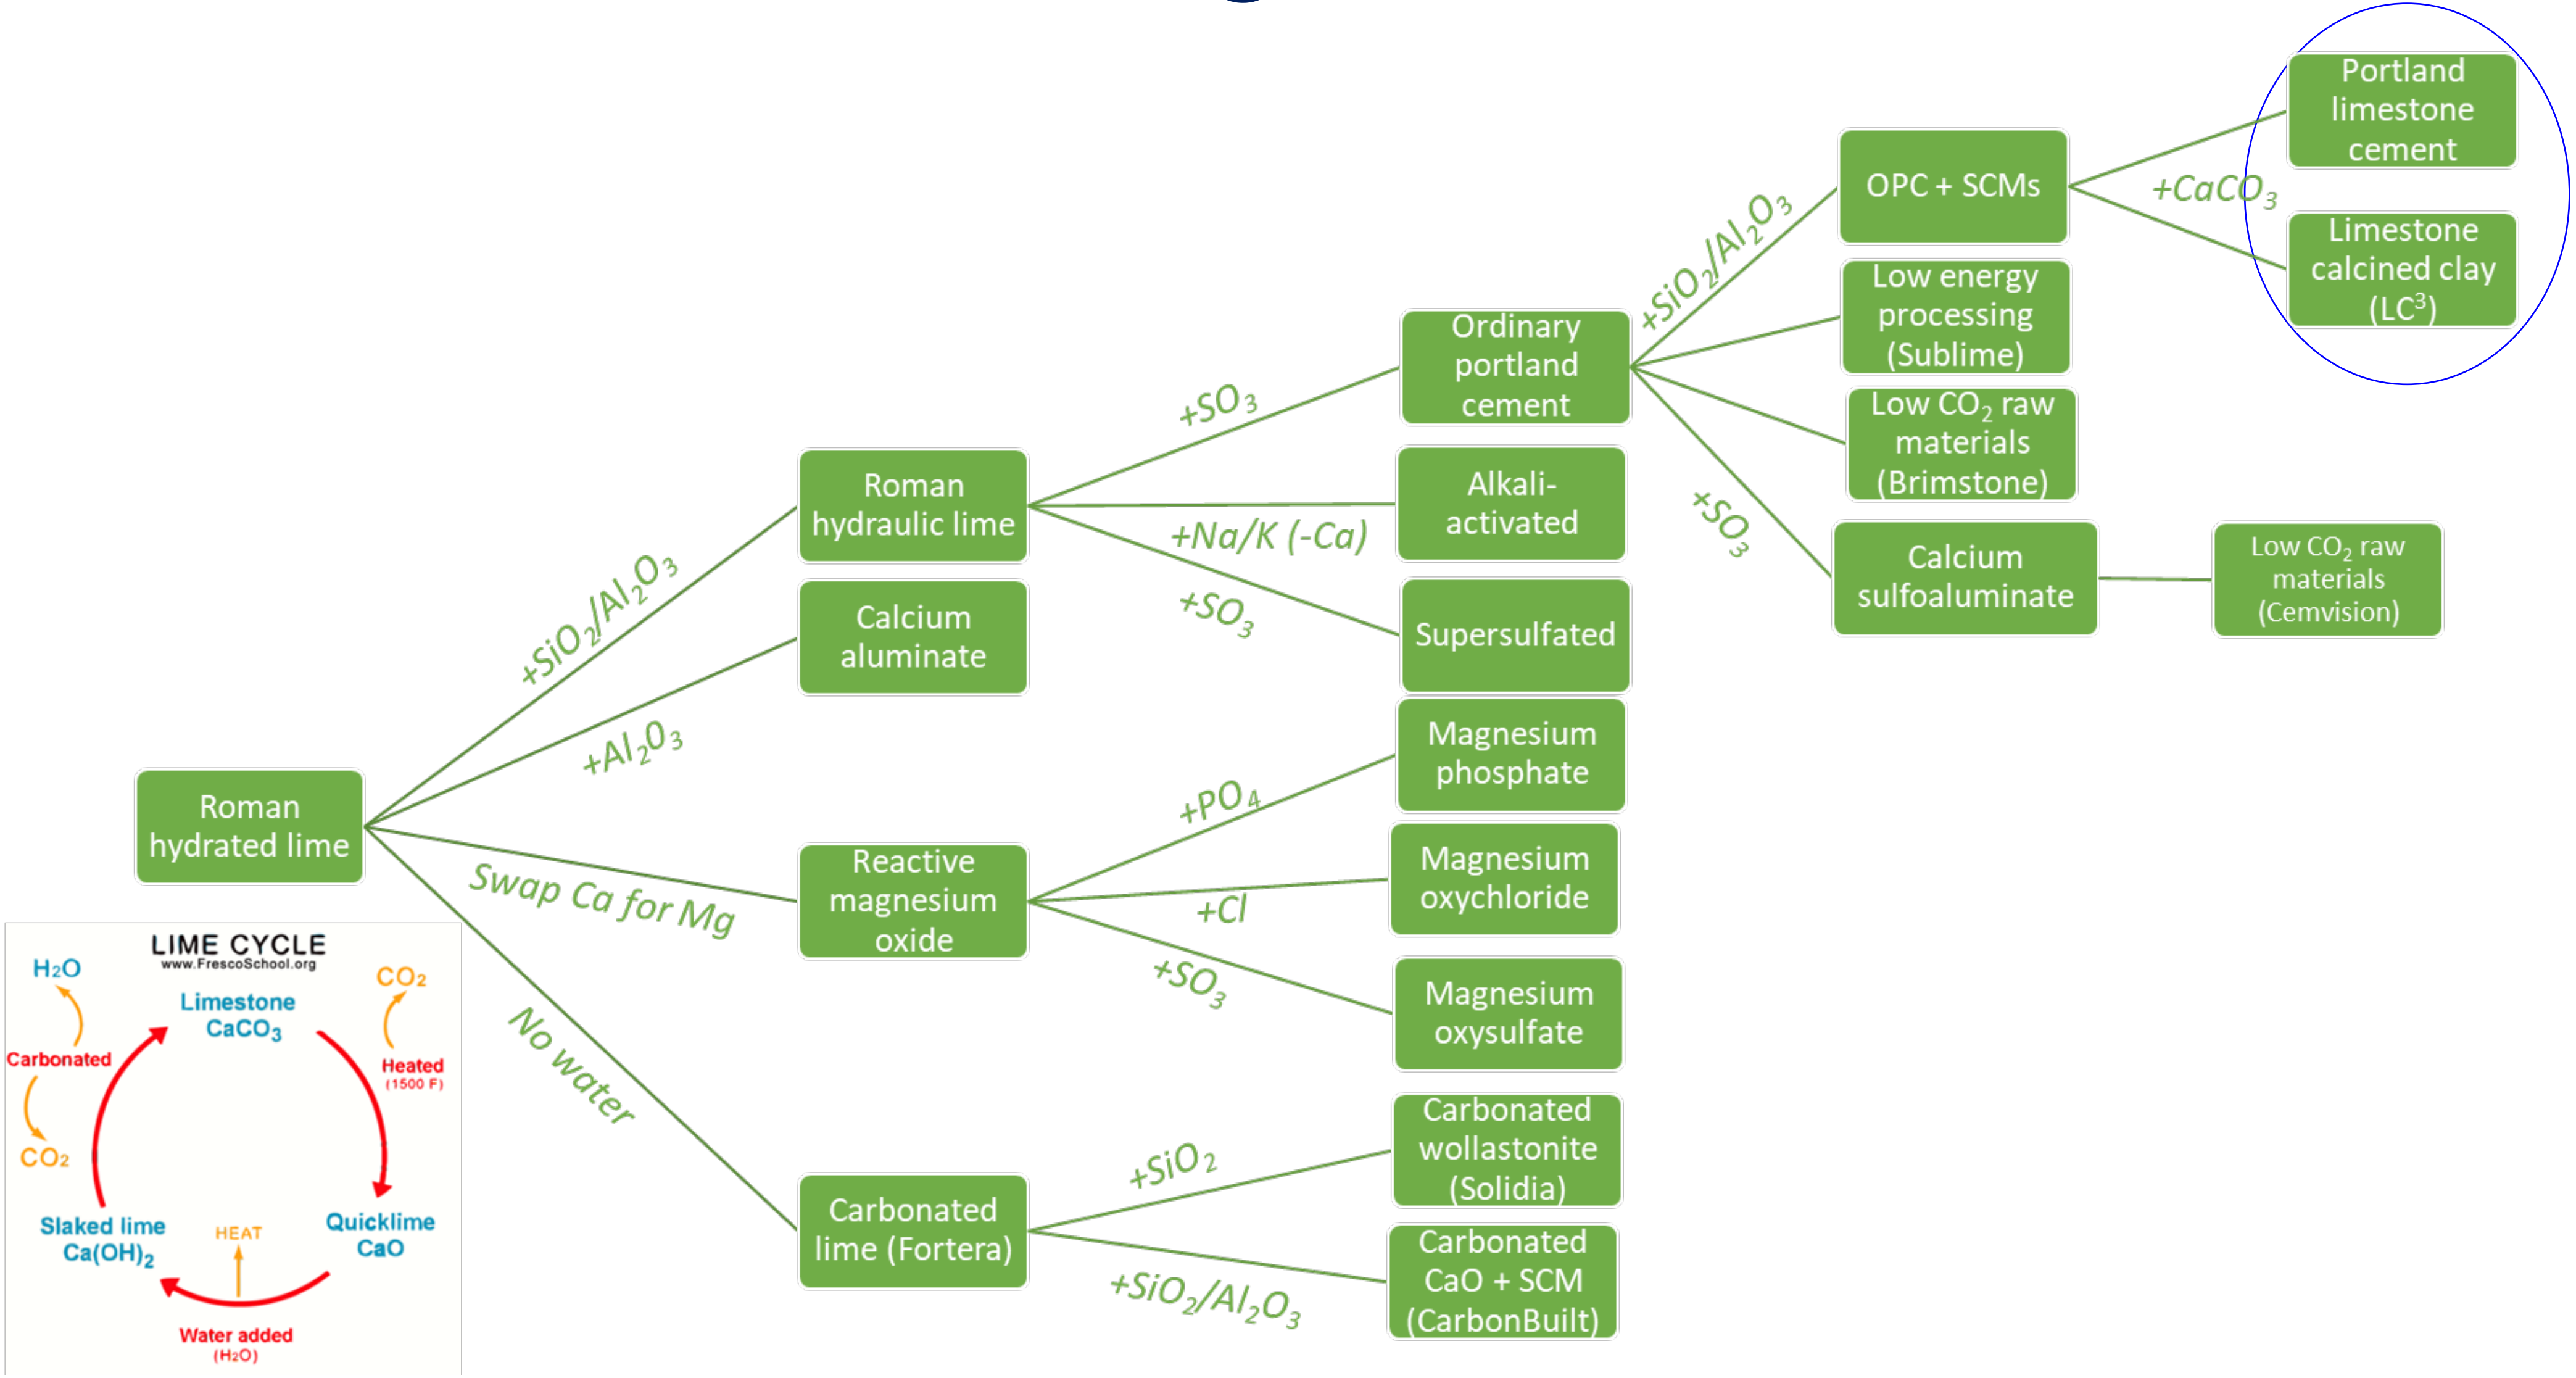 Roman
hydrated lime
+SiO₂/Al₂O₃
+Al₂0₃
Swap Ca for Mg
No water
Roman
hydraulic lime
Calcium
aluminate
Reactive
magnesium
oxide
Carbonated
lime (Fortera)
+SO₃
+Na/K (-Ca)
+SO₃
+PO₄
+Cl
+SO₃
+SiO₂
+SiO₂/Al₂O₃
Ordinary
portland
cement
Alkali-
activated
Supersulfated
Magnesium
phosphate
Magnesium
oxychloride
Magnesium
oxysulfate
Carbonated
wollastonite
(Solidia)
Carbonated
CaO + SCM
(CarbonBuilt)
+SiO₂/Al₂O₃
+SO₃
OPC + SCMs
Low energy
processing
(Sublime)
Low CO₂ raw
materials
(Brimstone)
Calcium
sulfoaluminate
+CaCO₃
Portland
limestone
cement
Limestone
calcined clay
(LC³)
Low CO₂ raw
materials
(Cemvision)
LIME CYCLE
www.FrescoSchool.org
H₂O
CO₂
Limestone
CaCO₃
Carbonated
Heated
(1500 F)
CO₂
Slaked lime
Ca(OH)₂
HEAT
Quicklime
CaO
Water added
(H₂O)